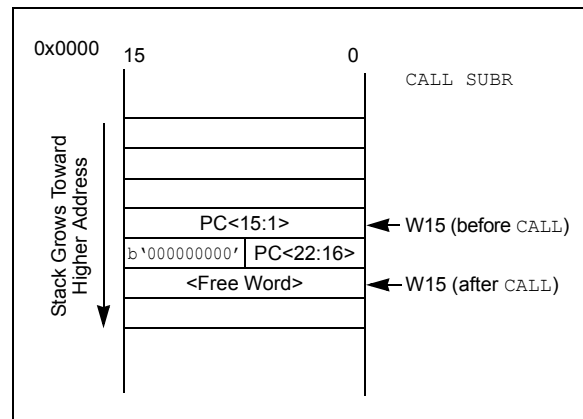 0x0000
15 0
CALL SUBR
Stack Grows Toward
Higher Address
PC<15:1>
W15 (before CALL)
b‘000000000’ PC<22:16>
<Free Word>
W15 (after CALL)